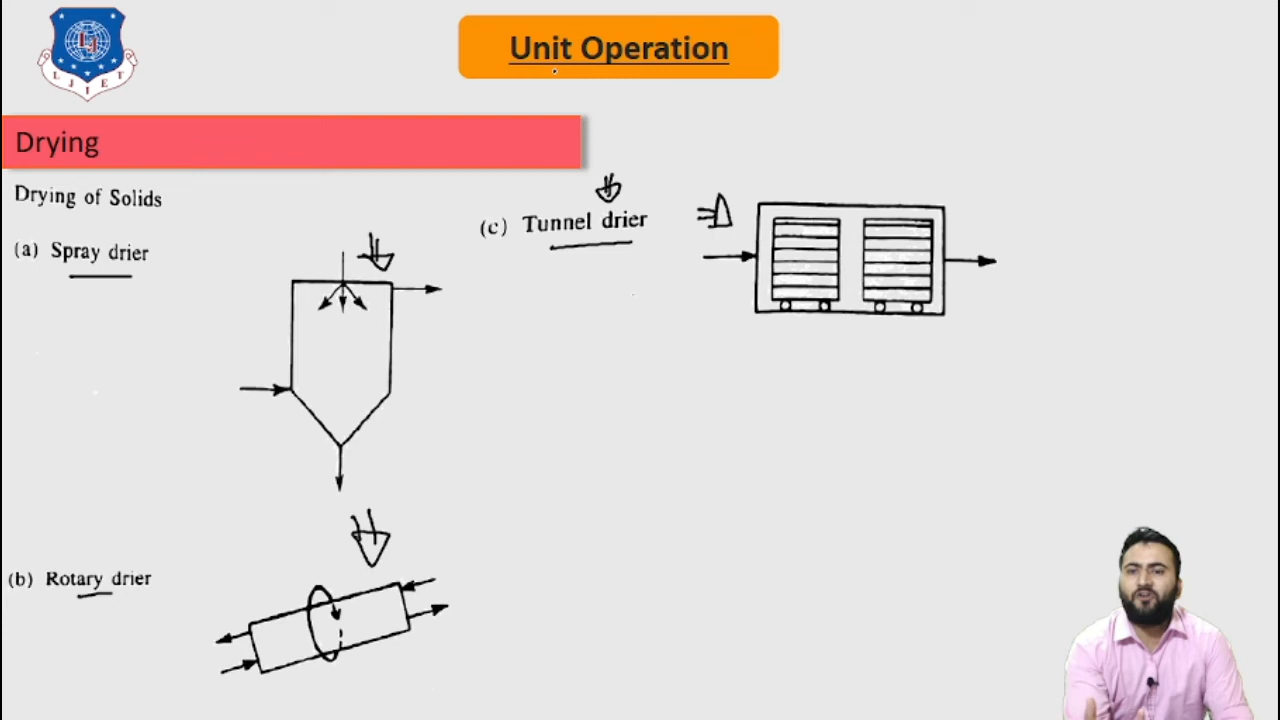 Unit Operation
L J I E T
Drying
Drying of Solids
(a) Spray drier
(b) Rotary drier
(c) Tunnel drier